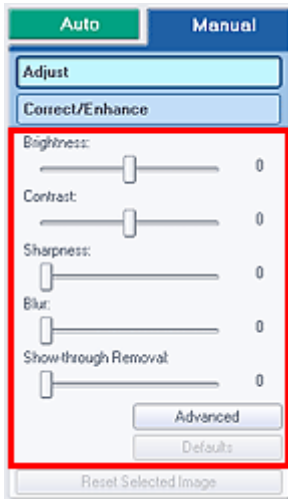 Auto Manual
Adjust
Correct/Enhance
Brightness:
0
Contrast:
0
Sharpness:
0
Blur:
0
Show-through Removal:
0
Advanced
Defaults
Reset Selected Image